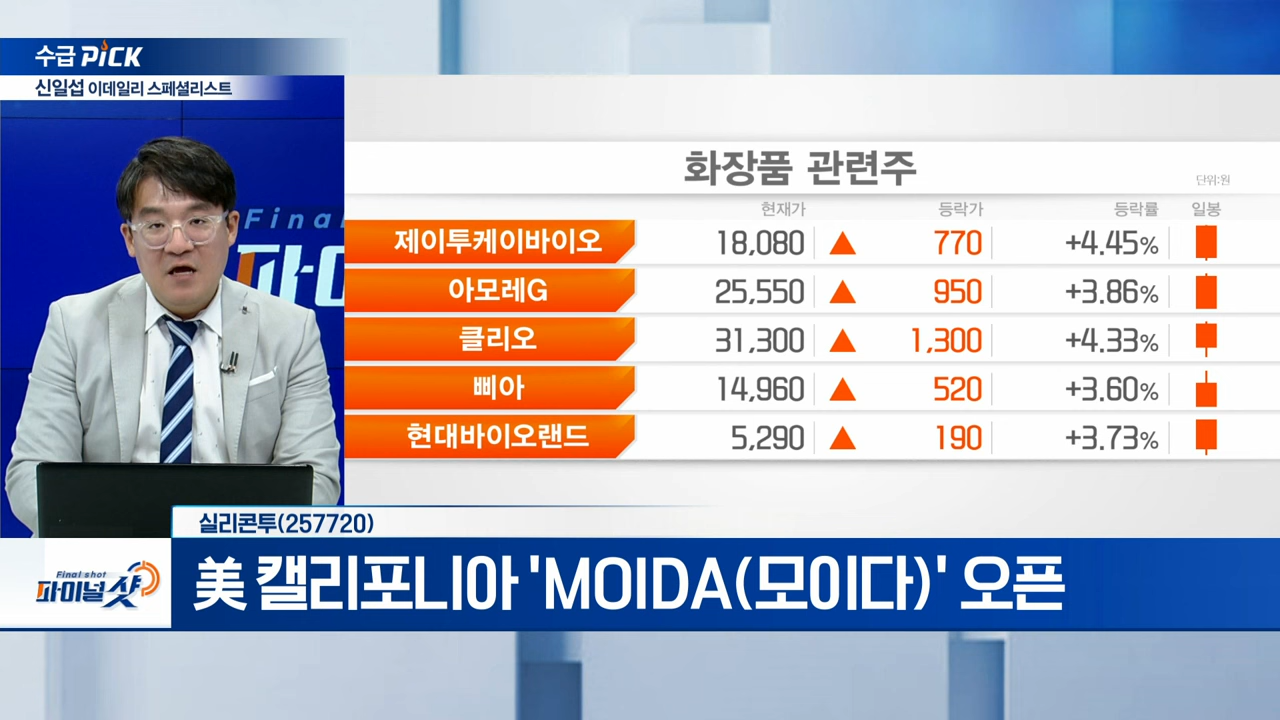 수급 PiCK
신일섭 이데일리 스페셜리스트
Final
파이
화장품 관련주
단위:원
현재가 등락가 등락률 일봉
제이투케이바이오 18,080 ▲ 770 +4.45%
아모레G 25,550 ▲ 950 +3.86%
클리오 31,300 ▲ 1,300 +4.33%
삐아 14,960 ▲ 520 +3.60%
현대바이오랜드 5,290 ▲ 190 +3.73%
실리콘투(257720)
Final shot
파이널샷
美 캘리포니아 'MOIDA(모이다)' 오픈